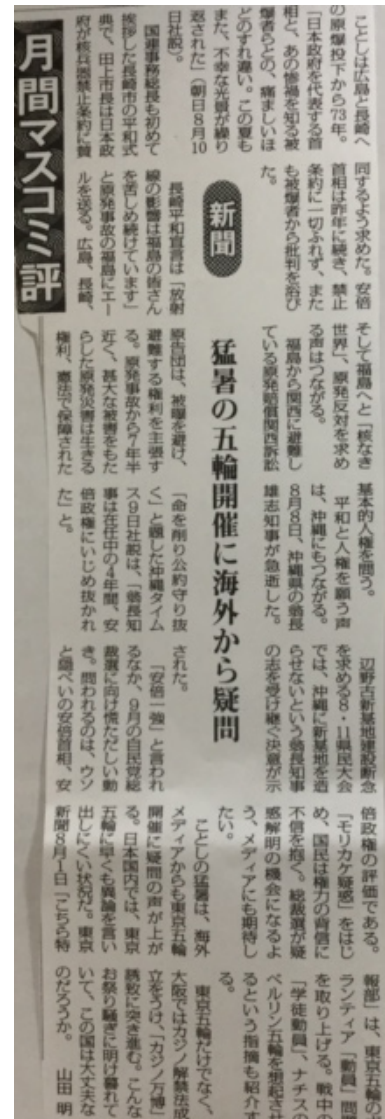 月間マスコミ評
新聞
猛暑の五輪開催に海外から疑問
ことしは広島と長崎へ
の原爆投下から73年。
「日本政府を代表する首
相と、あの惨禍を知る被
爆者らとの、痛ましいほ
どのすれ違い。この夏も
また、不幸な光景が繰り
返された」(朝日8月10
日社説)。
国連事務総長も初めて
挨拶した長崎市の平和式
典で、田上市長は日本政
府が核兵器禁止条約に賛
同するよう求めた。安倍
首相は昨年に続き、禁止
条約に一切ふれず、また
も被爆者から批判を浴び
た。
長崎平和宣言は「放射
線の影響は福島の皆さん
を苦しめ続けています」
と原発事故の福島にエー
ルを送る。広島、長崎、
そして福島へと「核なき
世界」、原発反対を求め
る声はつながる。
福島から関西に避難し
ている原発賠償関西訴訟
原告団は、被曝を避け、
避難する権利を主張す
る。原発事故から7年半
近く、甚大な被害をもた
らした原発災害は生きる
権利、憲法で保障された
基本的人権を問う。
平和と人権を願う声
は、沖縄にもつながる。
8月8日、沖縄県の翁長
雄志知事が急逝した。
「命を削り公約守り抜
く」と題した沖縄タイム
ス9日社説は、「翁長知
事は在任中の4年間、安
倍政権にいじめ抜かれ
た」と。
辺野古新基地建設断念
を求める8・11県民大会
では、沖縄に新基地を造
らせないという翁長知事
の志を受け継ぐ決意が示
された。
「安倍一強」と言われ
るなか、9月の自民党総
裁選に向け慌ただしい動
き。問われるのは、ウソ
と隠ぺいの安倍首相、安
倍政権の評価である。
「モリカケ疑惑」をはじ
め、国民は権力の背信に
不信を抱く。総裁選が疑
惑解明の機会になるよ
う、メディアにも期待し
たい。
ことしの猛暑は、海外
メディアからも東京五輪
開催に疑問の声が上が
る。日本国内では、東京
五輪に早くも異論を言い
出しにくい状況だ。東京
新聞8月1日「こちら特
報部」は、東京五輪の
ランティア「動員」問
を取り上げる。戦中の
「学徒動員」、ナチスの
ベルリン五輪を想起さ
るという指摘も紹介す
る。
東京五輪だけでなく、
大阪ではカジノ解禁法成
立をうけ、「カジノ万博」
誘致に突き進む。こんな
お祭り騒ぎに明け暮れて
いて、この国は大丈夫な
のだろうか。 山田 明